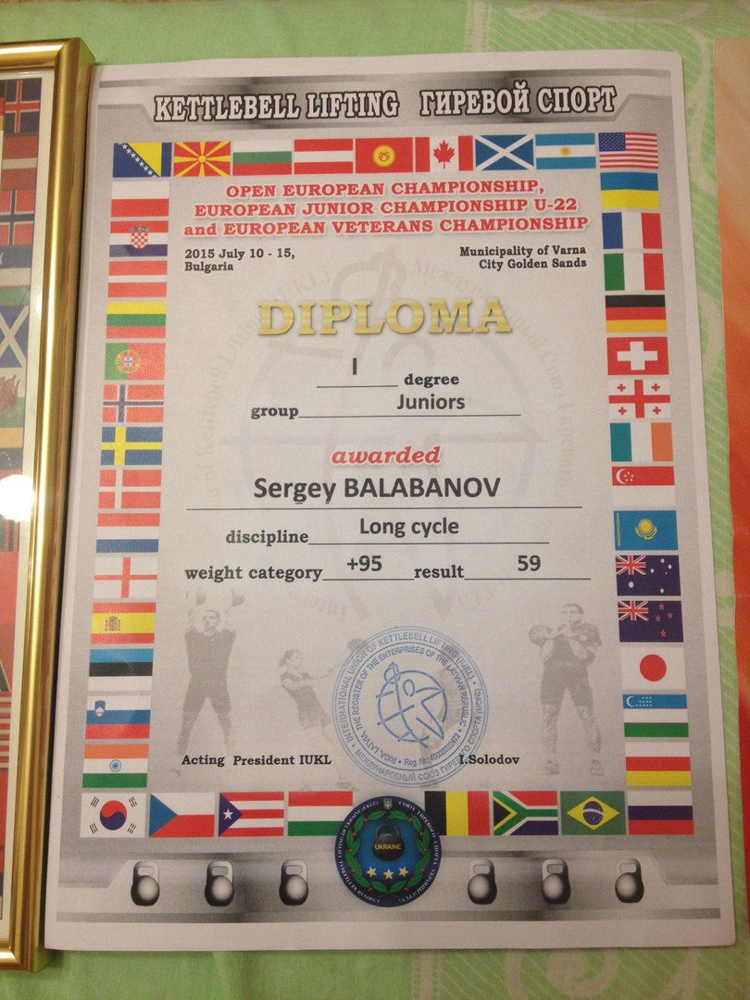 KETTLEBELL LIFTING ГИРЕВОЙ СПОРТ
OPEN EUROPEAN CHAMPIONSHIP,
EUROPEAN JUNIOR CHAMPIONSHIP U-22
and EUROPEAN VETERANS CHAMPIONSHIP
2015 July 10 - 15,
Bulgaria
Municipality of Varna
City Golden Sands
DIPLOMA
I degree
group Juniors
awarded
Sergey BALABANOV
discipline Long cycle
weight category +95 result 59
INTERNATIONAL UNION OF KETTLEBELL LIFTING (IUKL)
МЕЖДУНАРОДНЫЙ СОЮЗ ГИРЕВОГО СПОРТА (МСГС)
THE REGISTER OF THE ENTERPRISES OF THE LATVIAN REPUBLIC
RIGA, LATVIA
Acting President IUKL I.Solodov
UKRAINE